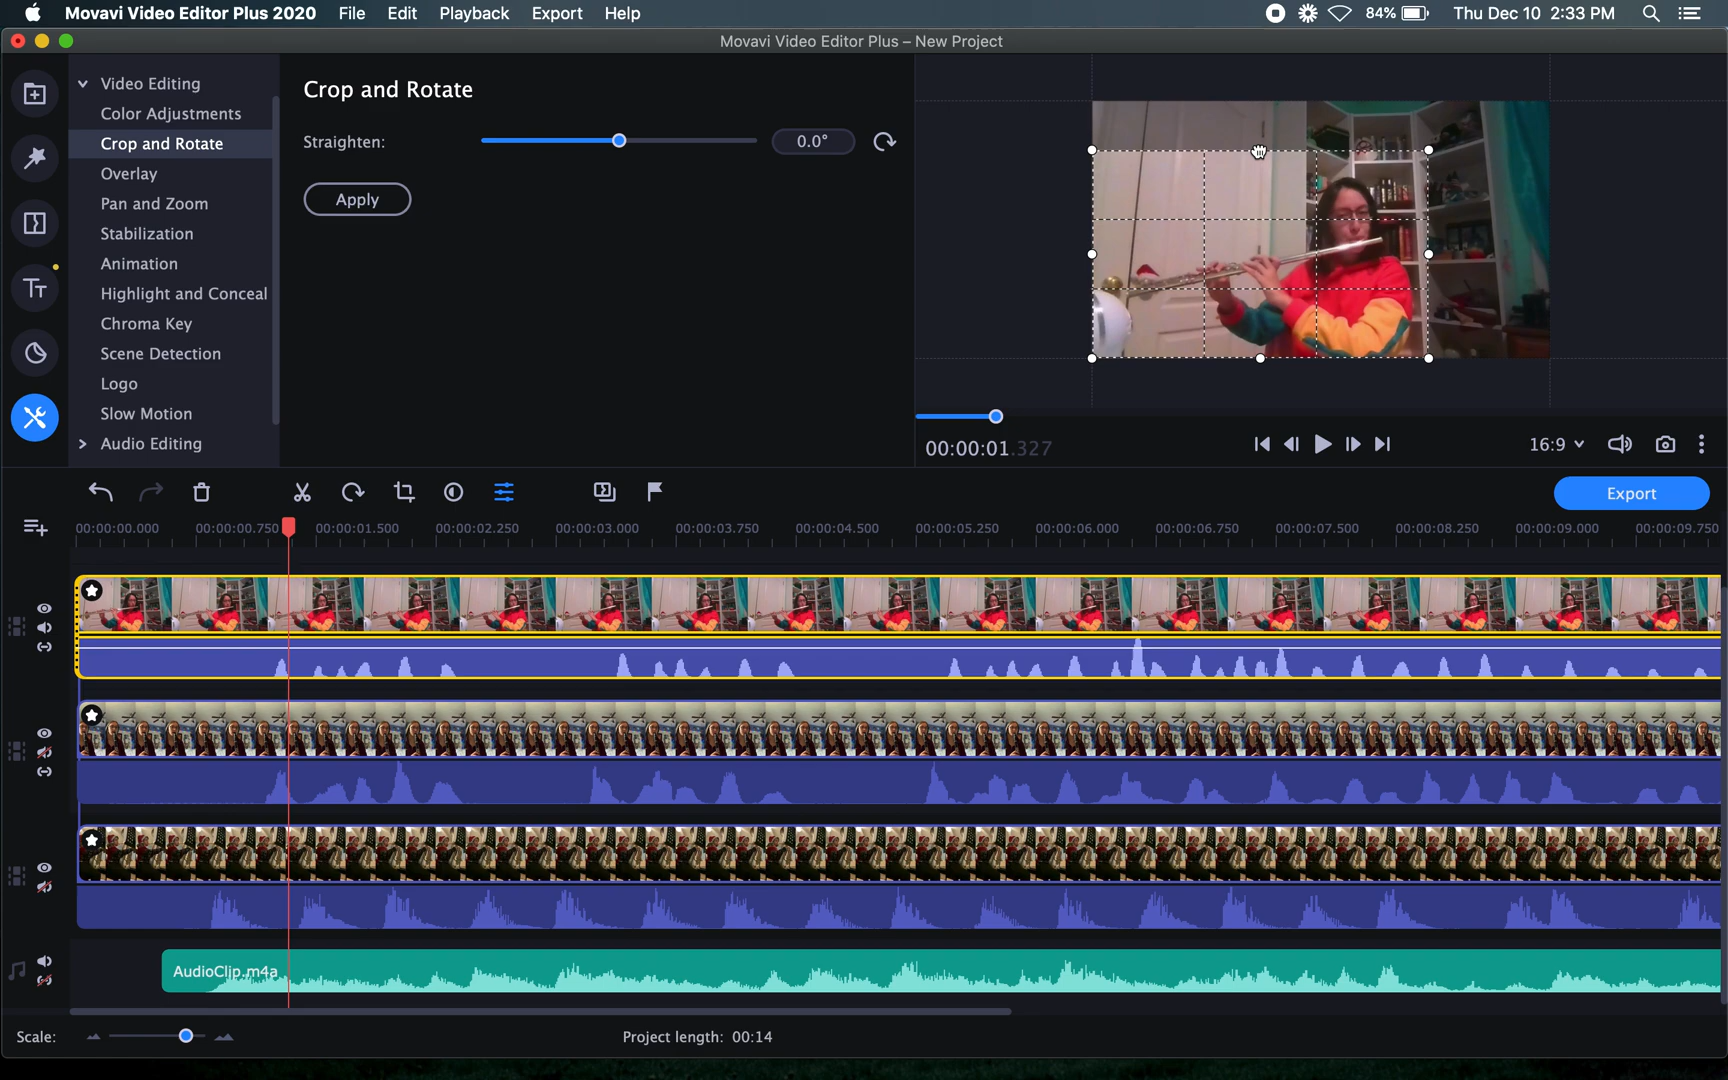 Movavi Video Editor Plus 2020 File Edit Playback Export Help 84% Thu Dec 10 2:33 PM
Movavi Video Editor Plus – New Project
Video Editing
Color Adjustments
Crop and Rotate
Overlay
Pan and Zoom
Stabilization
Animation
Highlight and Conceal
Chroma Key
Scene Detection
Logo
Slow Motion
Audio Editing
Crop and Rotate
Straighten: 0.0°
Apply
00:00:01.327
16:9
Export
00:00:00.000 00:00:00.750 00:00:01.500 00:00:02.250 00:00:03.000 00:00:03.750 00:00:04.500 00:00:05.250 00:00:06.000 00:00:06.750 00:00:07.500 00:00:08.250 00:00:09.000 00:00:09.750
AudioClip.m4a
Scale: Project length: 00:14